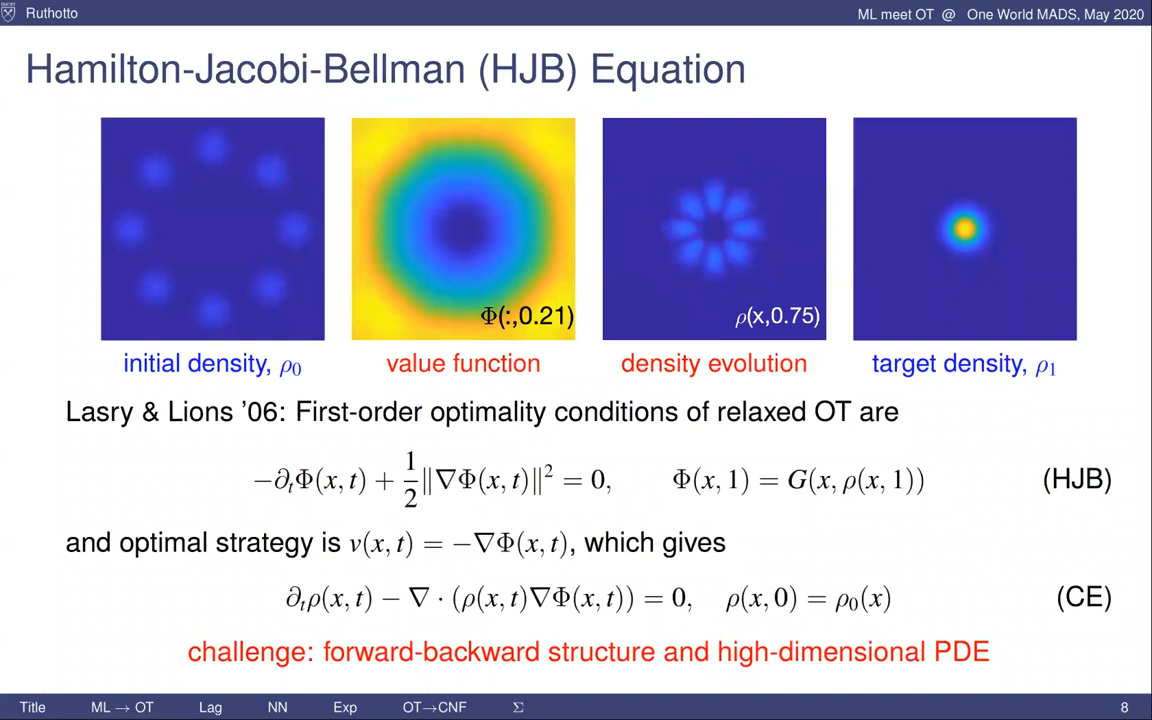 Ruthotto
ML meet OT @ One World MADS, May 2020
Hamilton-Jacobi-Bellman (HJB) Equation
Φ(:,0.21)
ρ(x,0.75)
initial density, ρ₀
value function
density evolution
target density, ρ₁
Lasry & Lions ’06: First-order optimality conditions of relaxed OT are
−∂ₜΦ(x, t) + 1/2 ‖∇Φ(x, t)‖² = 0, Φ(x, 1) = G(x, ρ(x, 1)) (HJB)
and optimal strategy is v(x, t) = −∇Φ(x, t), which gives
∂ₜρ(x, t) − ∇ · (ρ(x, t)∇Φ(x, t)) = 0, ρ(x, 0) = ρ₀(x) (CE)
challenge: forward-backward structure and high-dimensional PDE
Title ML → OT Lag NN Exp OT→CNF Σ 8